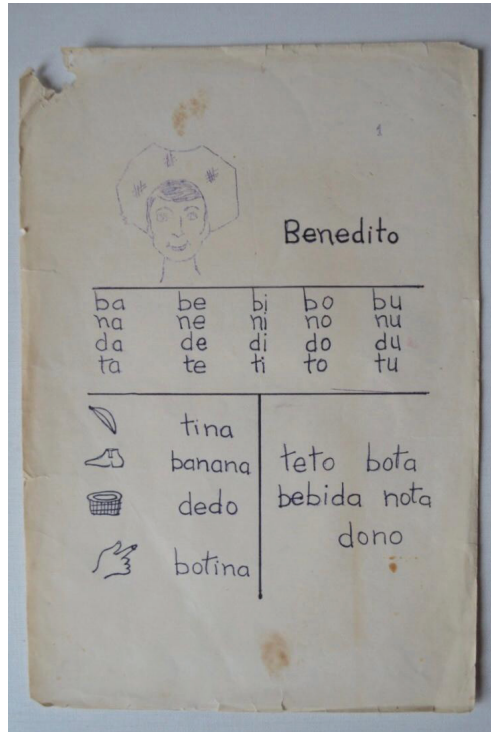 1
Benedito
ba be bi bo bu
na ne ni no nu
da de di do du
ta te ti to tu
tina
banana
dedo
botina
teto bota
bebida nota
dono